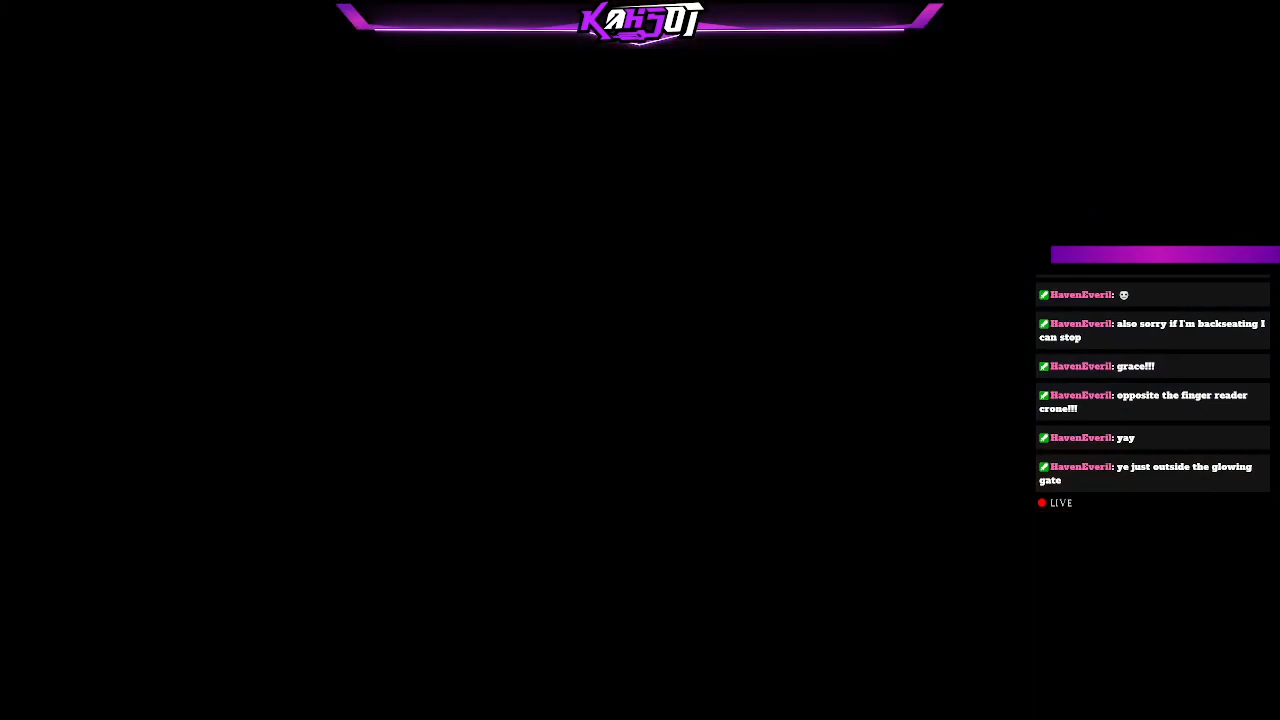 KAHJOT
HavenEveril:
HavenEveril: also sorry if I'm backseating I
can stop
HavenEveril: grace!!!
HavenEveril: opposite the finger reader
crone!!!
HavenEveril: yay
HavenEveril: ye just outside the glowing
gate
LIVE